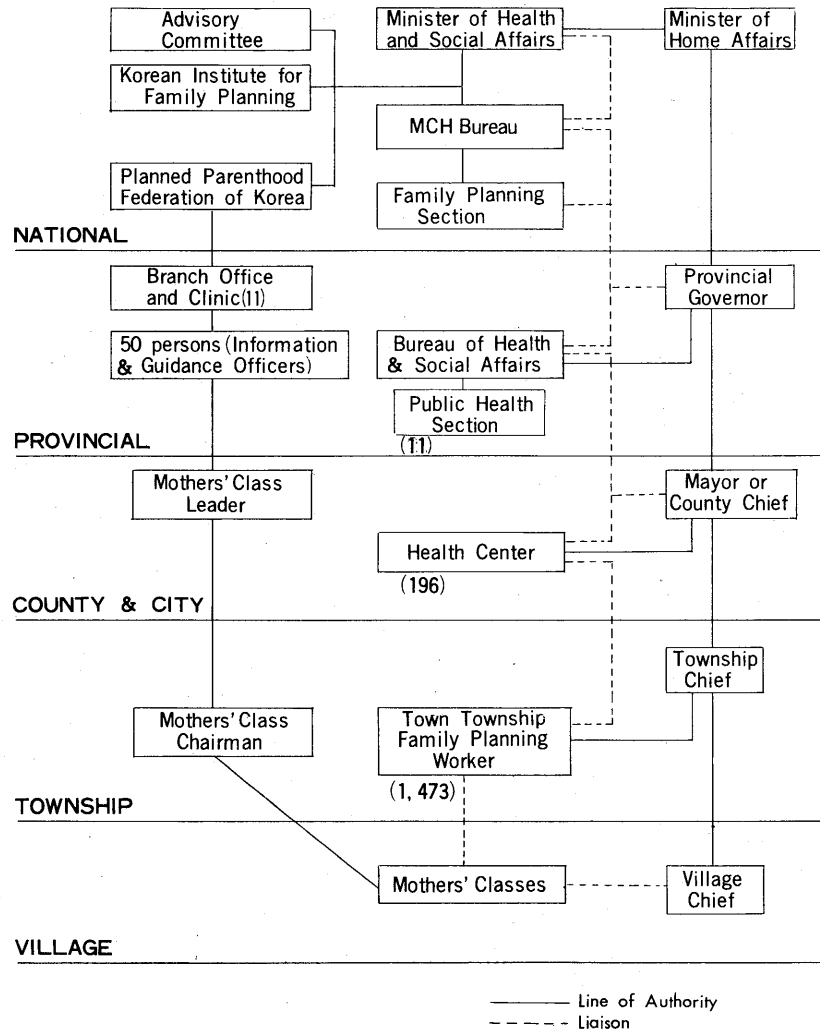 Advisory
Committee
Minister of Health
and Social Affairs
Minister of
Home Affairs
Korean Institute for
Family Planning
MCH Bureau
Planned Parenthood
Federation of Korea
Family Planning
Section
NATIONAL
Branch Office
and Clinic(11)
Provincial
Governor
50 persons(Information
& Guidance Officers)
Bureau of Health
& Social Affairs
Public Health
Section
(11)
PROVINCIAL
Mothers' Class
Leader
Mayor or
County Chief
Health Center
(196)
COUNTY & CITY
Township
Chief
Mothers' Class
Chairman
Town Township
Family Planning
Worker
(1, 473)
TOWNSHIP
Mothers' Classes
Village
Chief
VILLAGE
Line of Authority
Liaison